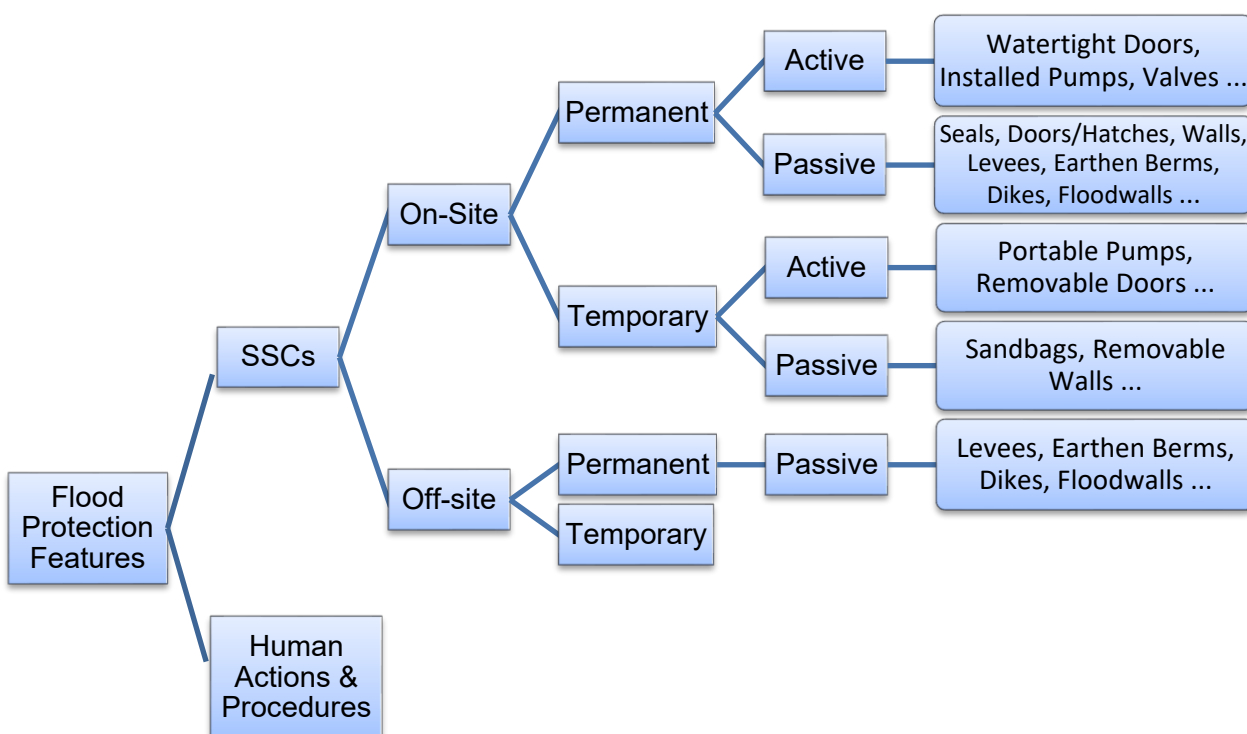 Flood
Protection
Features
SSCs
Human
Actions &
Procedures
On-Site
Off-site
Permanent
Temporary
Permanent
Temporary
Active
Passive
Active
Passive
Passive
Watertight Doors,
Installed Pumps, Valves ...
Seals, Doors/Hatches, Walls,
Levees, Earthen Berms,
Dikes, Floodwalls ...
Portable Pumps,
Removable Doors ...
Sandbags, Removable
Walls ...
Levees, Earthen Berms,
Dikes, Floodwalls ...